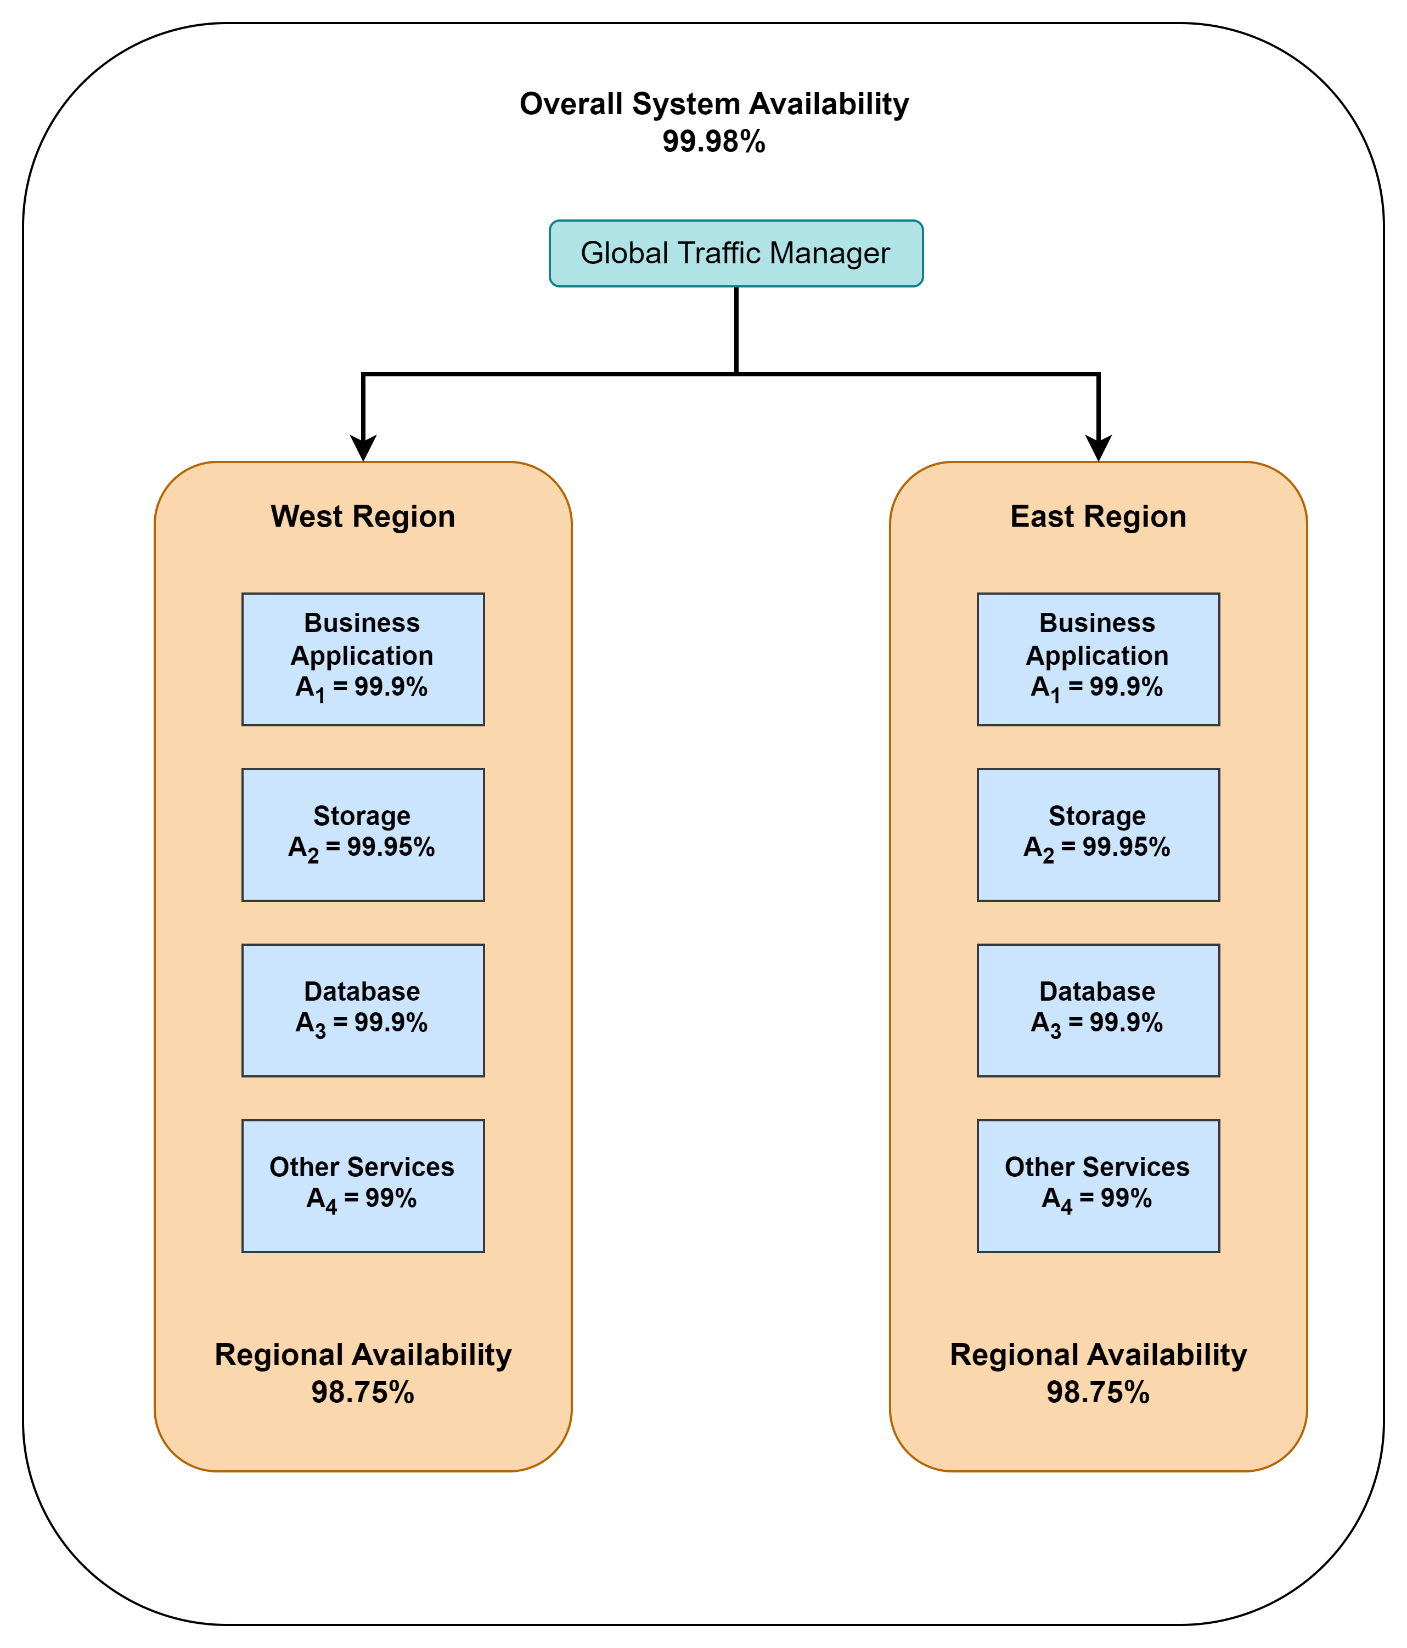 Overall System Availability
99.98%
Global Traffic Manager
West Region
Business
Application
A₁ = 99.9%
Storage
A₂ = 99.95%
Database
A₃ = 99.9%
Other Services
A₄ = 99%
Regional Availability
98.75%
East Region
Business
Application
A₁ = 99.9%
Storage
A₂ = 99.95%
Database
A₃ = 99.9%
Other Services
A₄ = 99%
Regional Availability
98.75%